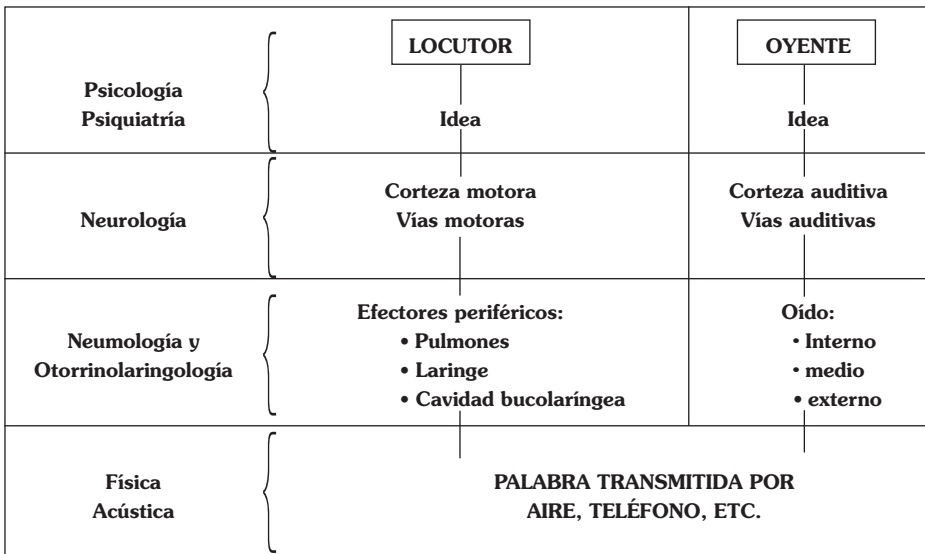 LOCUTOR
OYENTE
Psicología
Psiquiatría
Idea
Idea
Neurología
Corteza motora
Vías motoras
Corteza auditiva
Vías auditivas
Neumología y
Otorrinolaringología
Efectores periféricos:
• Pulmones
• Laringe
• Cavidad bucolaríngea
Oído:
• Interno
• medio
• externo
Física
Acústica
PALABRA TRANSMITIDA POR
AIRE, TELÉFONO, ETC.